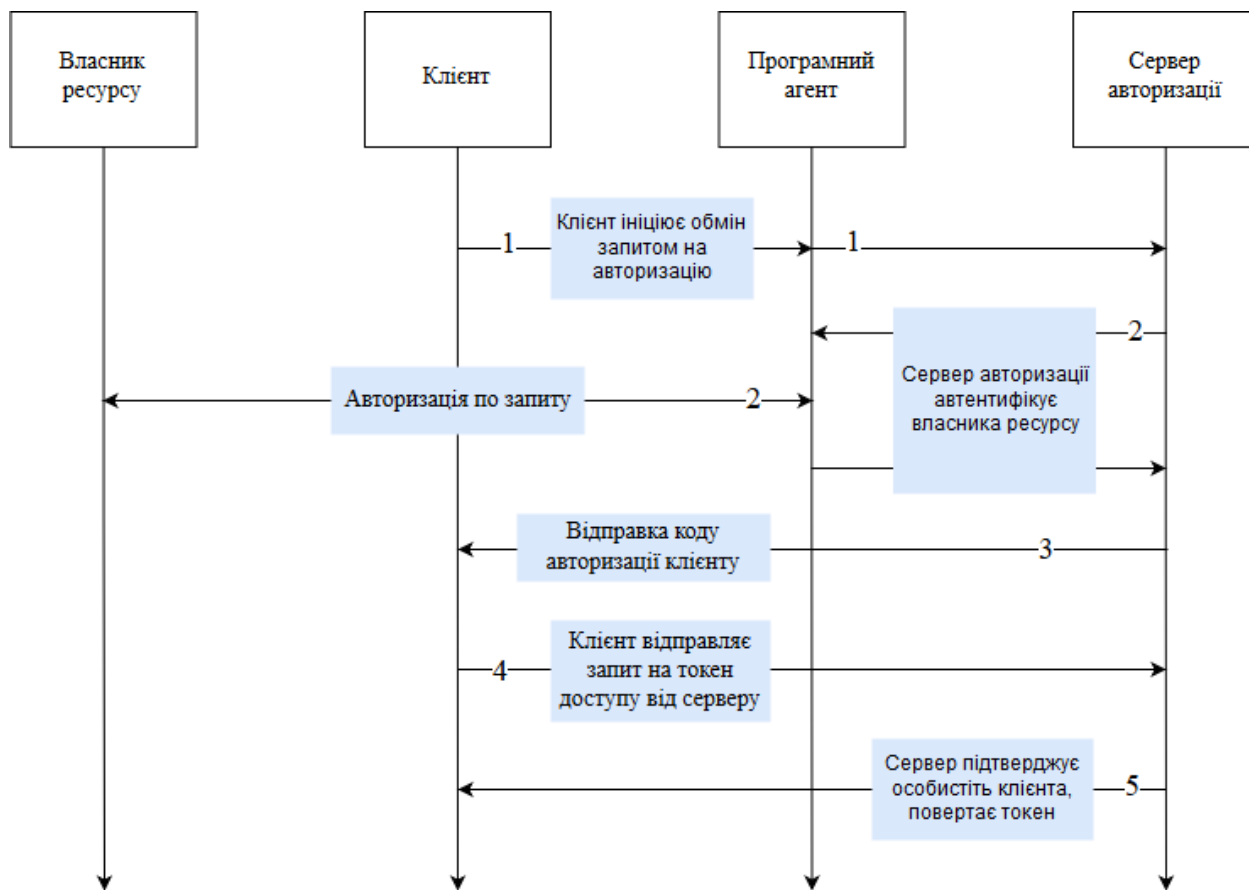 Власник
ресурсу
Клієнт
Програмний
агент
Сервер
авторизації
1
Клієнт ініціює обмін
запитом на
авторизацію
1
2
Сервер авторизації
автентифікує
власника ресурсу
Авторизація по запиту
2
Відправка коду
авторизації клієнту
3
4
Клієнт відправляє
запит на токен
доступу від серверу
Сервер підтверджує
особистіть клієнта,
повертає токен
5